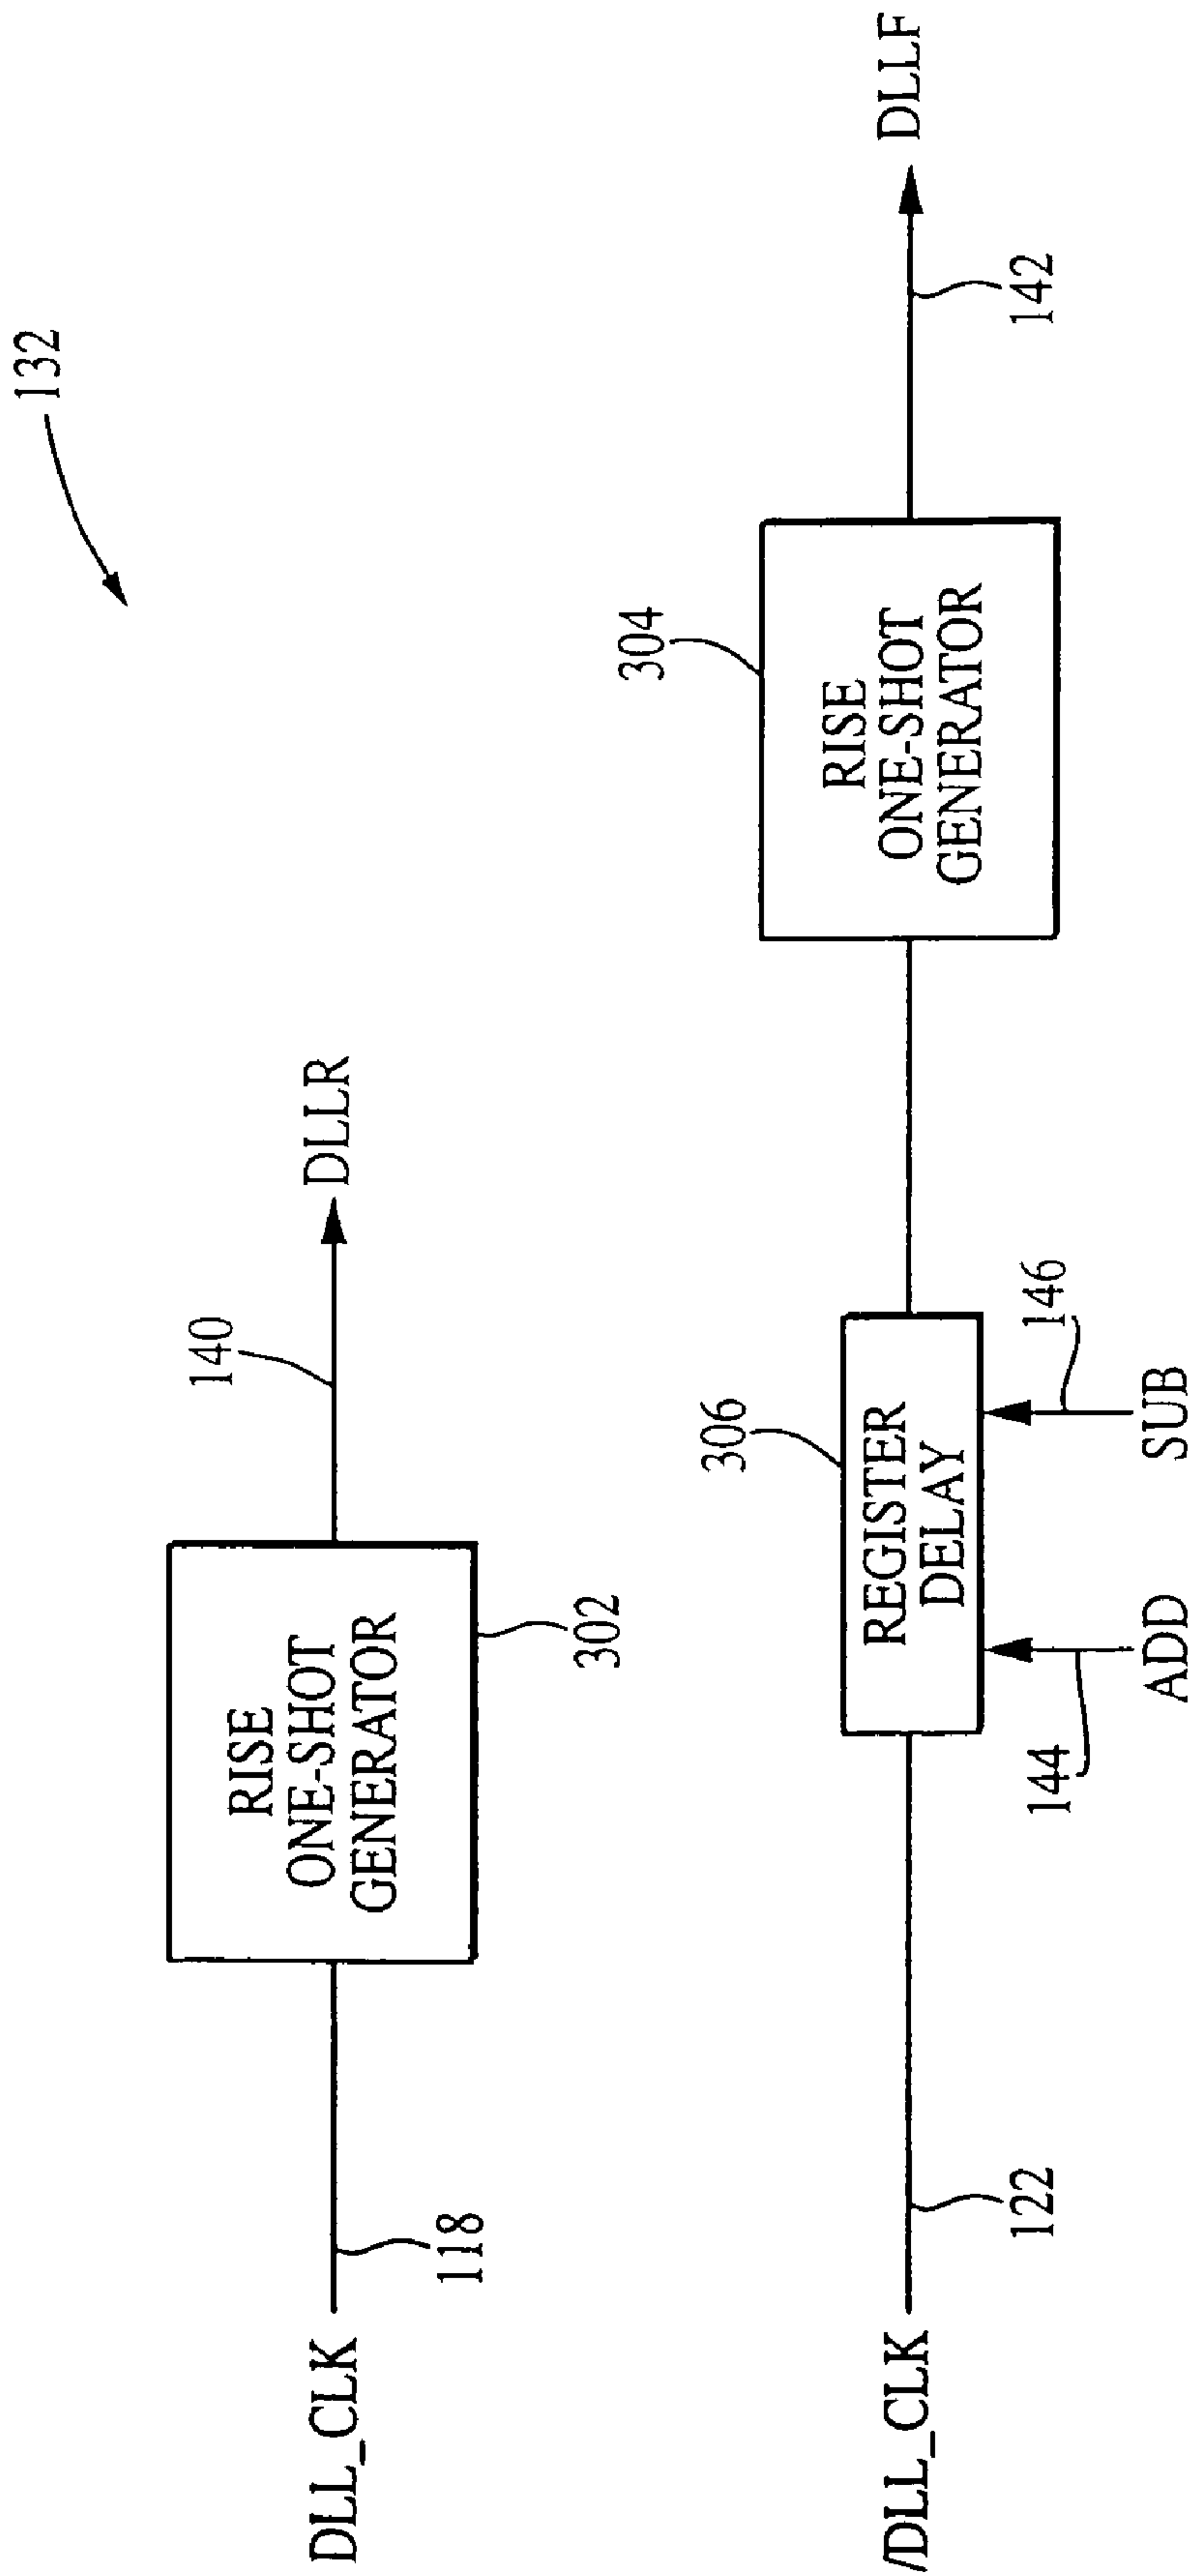 132
DLL_CLK
118
RISE
ONE-SHOT
GENERATOR
302
140
DLLR
/DLL_CLK
122
REGISTER
DELAY
306
144
ADD
146
SUB
RISE
ONE-SHOT
GENERATOR
304
142
DLLF